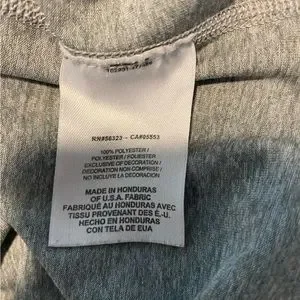 RN#56323 ~ CA#05553
100% POLYESTER /
POLYESTER / POLIESTER
EXCLUSIVE OF DECORATION /
DECORATION NON-COMPRISE /
NO INCLUYE LA DECORACION
MADE IN HONDURAS
OF U.S.A. FABRIC
FABRIQUÉ AU HONDURAS AVEC
TISSU PROVENANT DES É.-U.
HECHO EN HONDURAS
CON TELA DE EUA